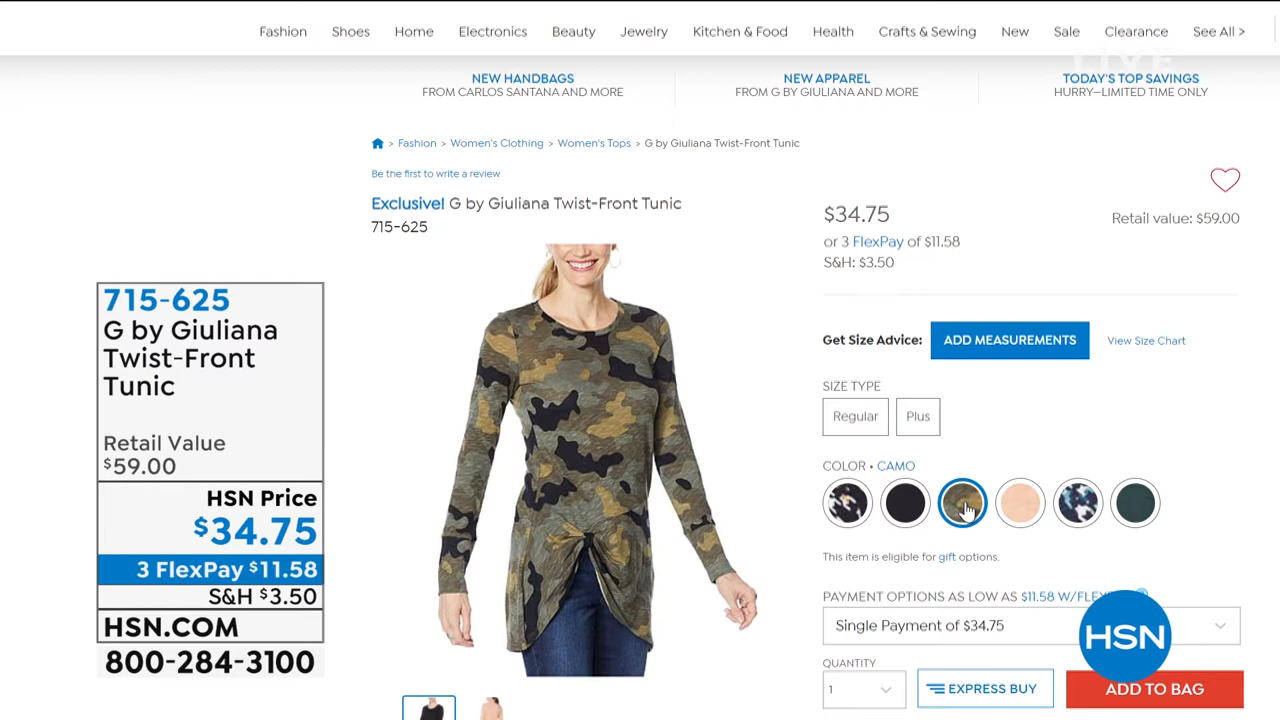 Fashion Shoes Home Electronics Beauty Jewelry Kitchen & Food Health Crafts & Sewing New Sale Clearance See All >
LIVE
NEW HANDBAGS
FROM CARLOS SANTANA AND MORE
NEW APPAREL
FROM G BY GIULIANA AND MORE
TODAY'S TOP SAVINGS
HURRY—LIMITED TIME ONLY
> Fashion > Women's Clothing > Women's Tops > G by Giuliana Twist-Front Tunic
Be the first to write a review
Exclusive! G by Giuliana Twist-Front Tunic
715-625
$34.75
Retail value: $59.00
or 3 FlexPay of $11.58
S&H: $3.50
Get Size Advice: ADD MEASUREMENTS View Size Chart
SIZE TYPE
Regular Plus
COLOR • CAMO
This item is eligible for gift options.
PAYMENT OPTIONS AS LOW AS $11.58 W/FLEX
Single Payment of $34.75
QUANTITY
1
EXPRESS BUY
ADD TO BAG
HSN
715-625
G by Giuliana
Twist-Front
Tunic
Retail Value
$59.00
HSN Price
$34.75
3 FlexPay $11.58
S&H $3.50
HSN.COM
800-284-3100